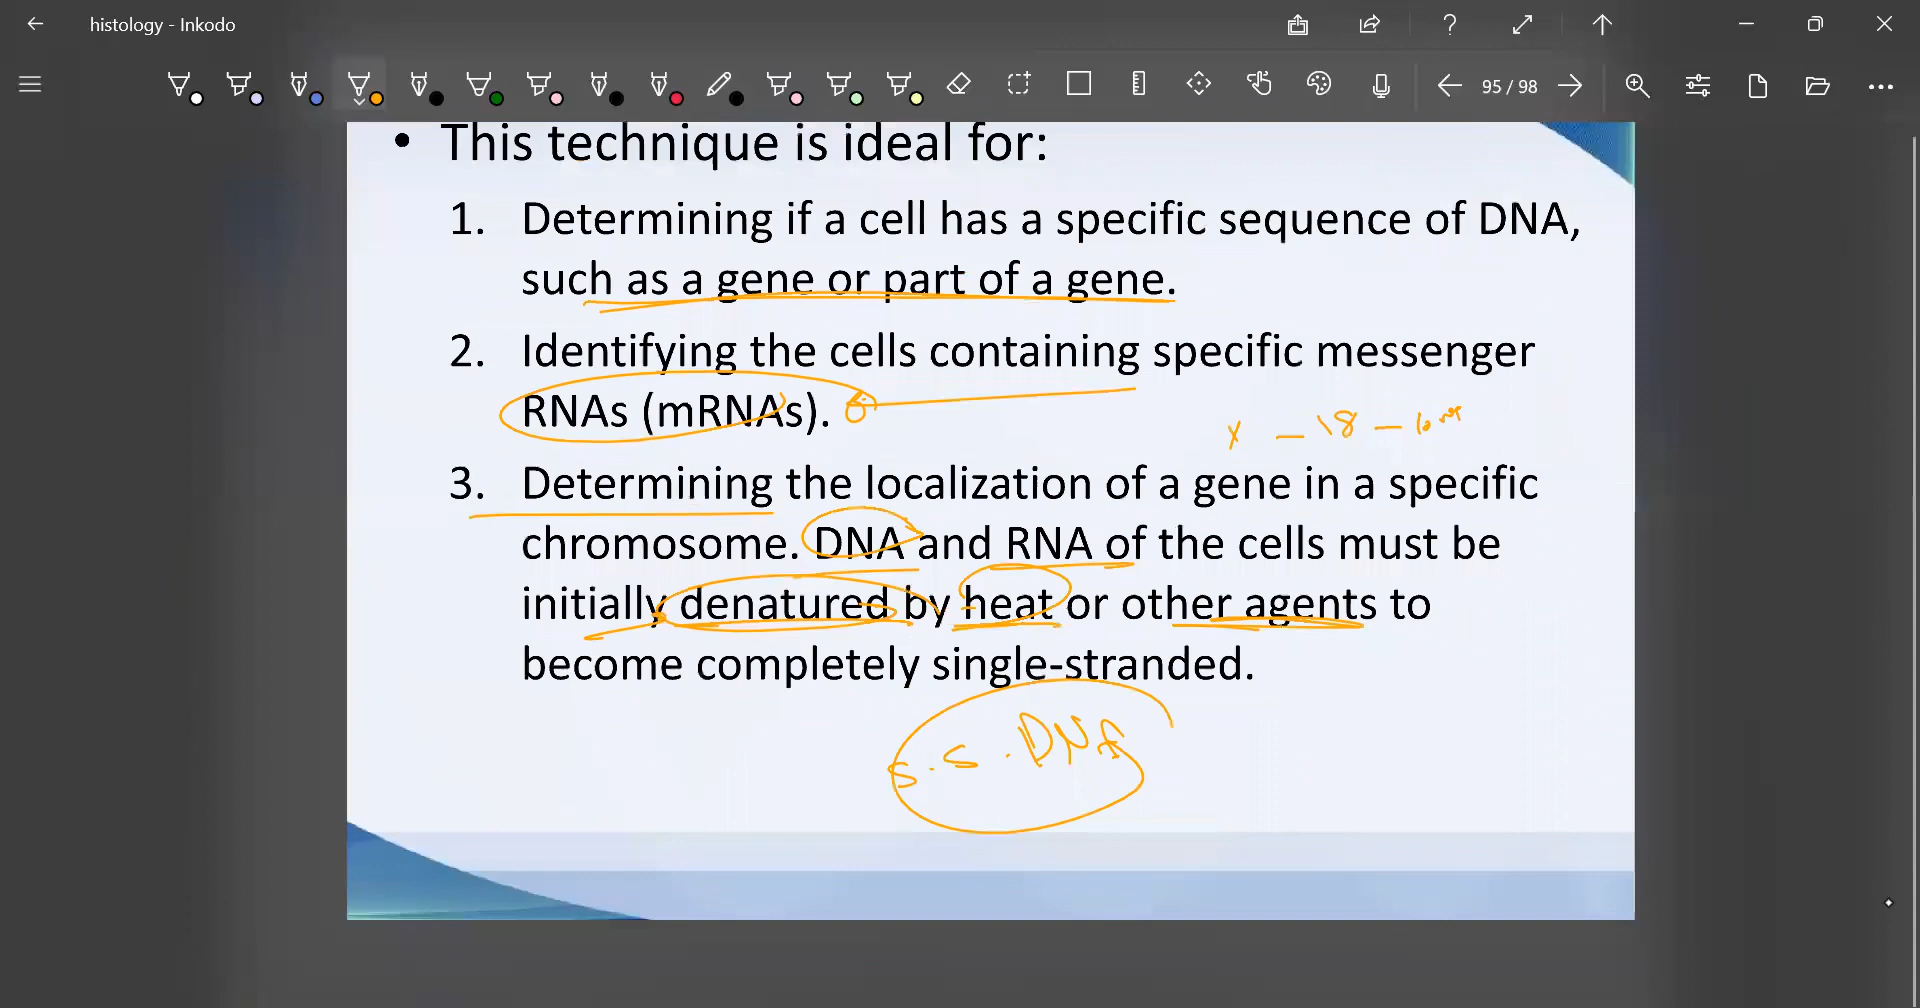 histology - Inkodo
95 / 98
• This technique is ideal for:
1. Determining if a cell has a specific sequence of DNA,
such as a gene or part of a gene.
2. Identifying the cells containing specific messenger
RNAs (mRNAs).
x - 18 -
3. Determining the localization of a gene in a specific
chromosome. DNA and RNA of the cells must be
initially denatured by heat or other agents to
become completely single-stranded.
s.s. DNA